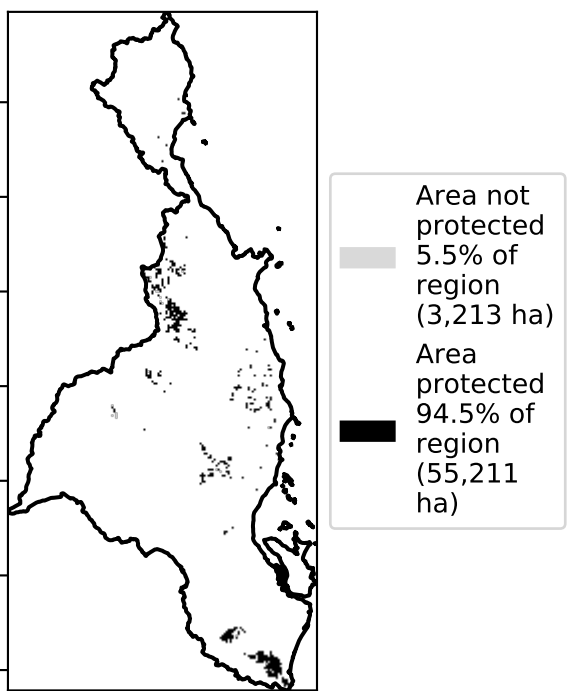 Area not
protected
5.5% of
region
(3,213 ha)
Area
protected
94.5% of
region
(55,211
ha)